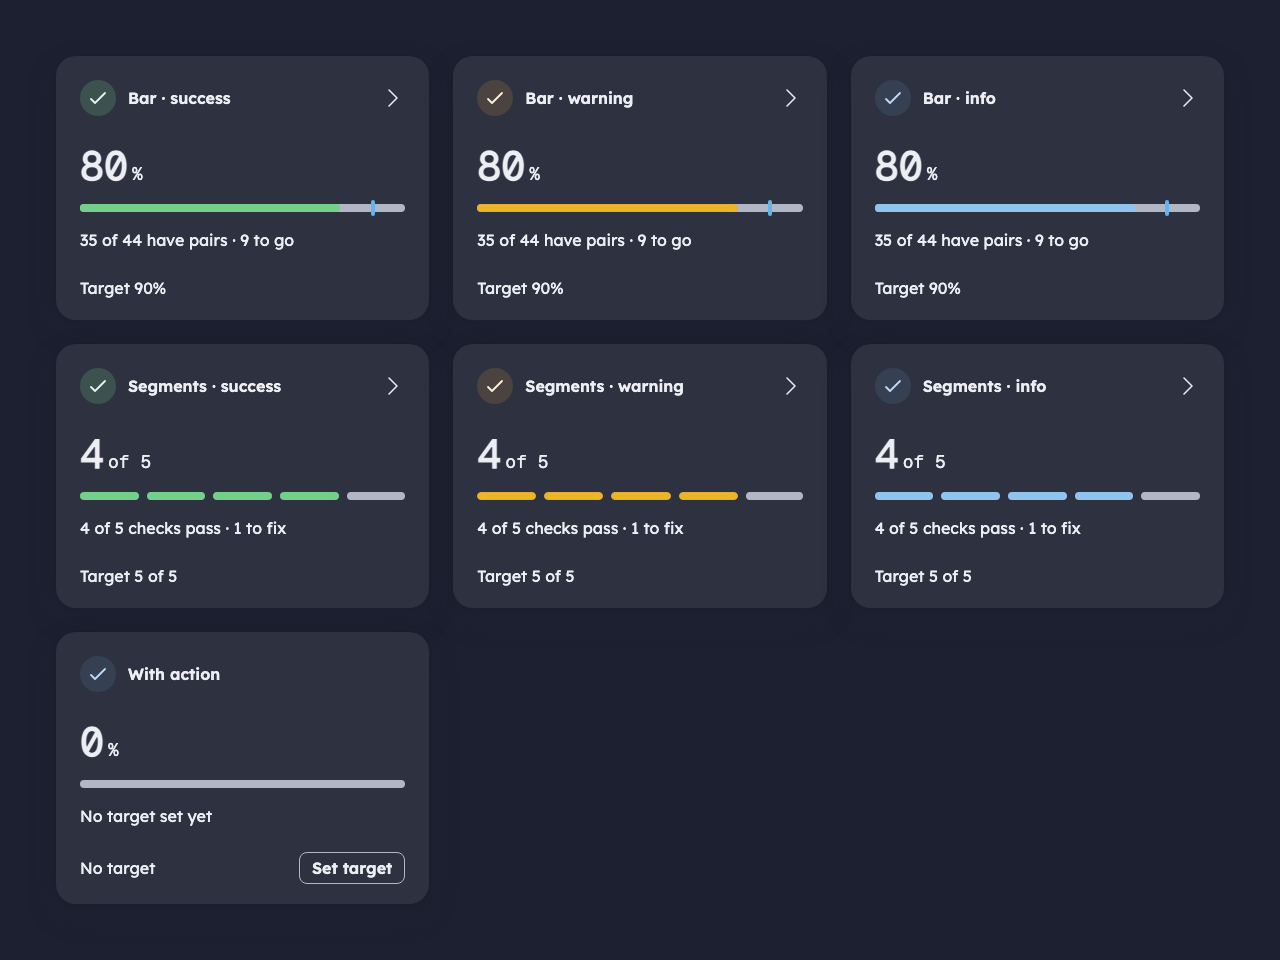 Bar · success
80%
35 of 44 have pairs · 9 to go
Target 90%
Bar · warning
80%
35 of 44 have pairs · 9 to go
Target 90%
Bar · info
80%
35 of 44 have pairs · 9 to go
Target 90%
Segments · success
4 of 5
4 of 5 checks pass · 1 to fix
Target 5 of 5
Segments · warning
4 of 5
4 of 5 checks pass · 1 to fix
Target 5 of 5
Segments · info
4 of 5
4 of 5 checks pass · 1 to fix
Target 5 of 5
With action
0%
No target set yet
No target
Set target